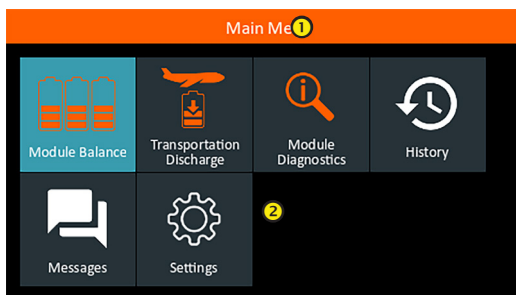 Main Me 1
Module Balance
Transportation
Discharge
Module
Diagnostics
History
2
Messages
Settings